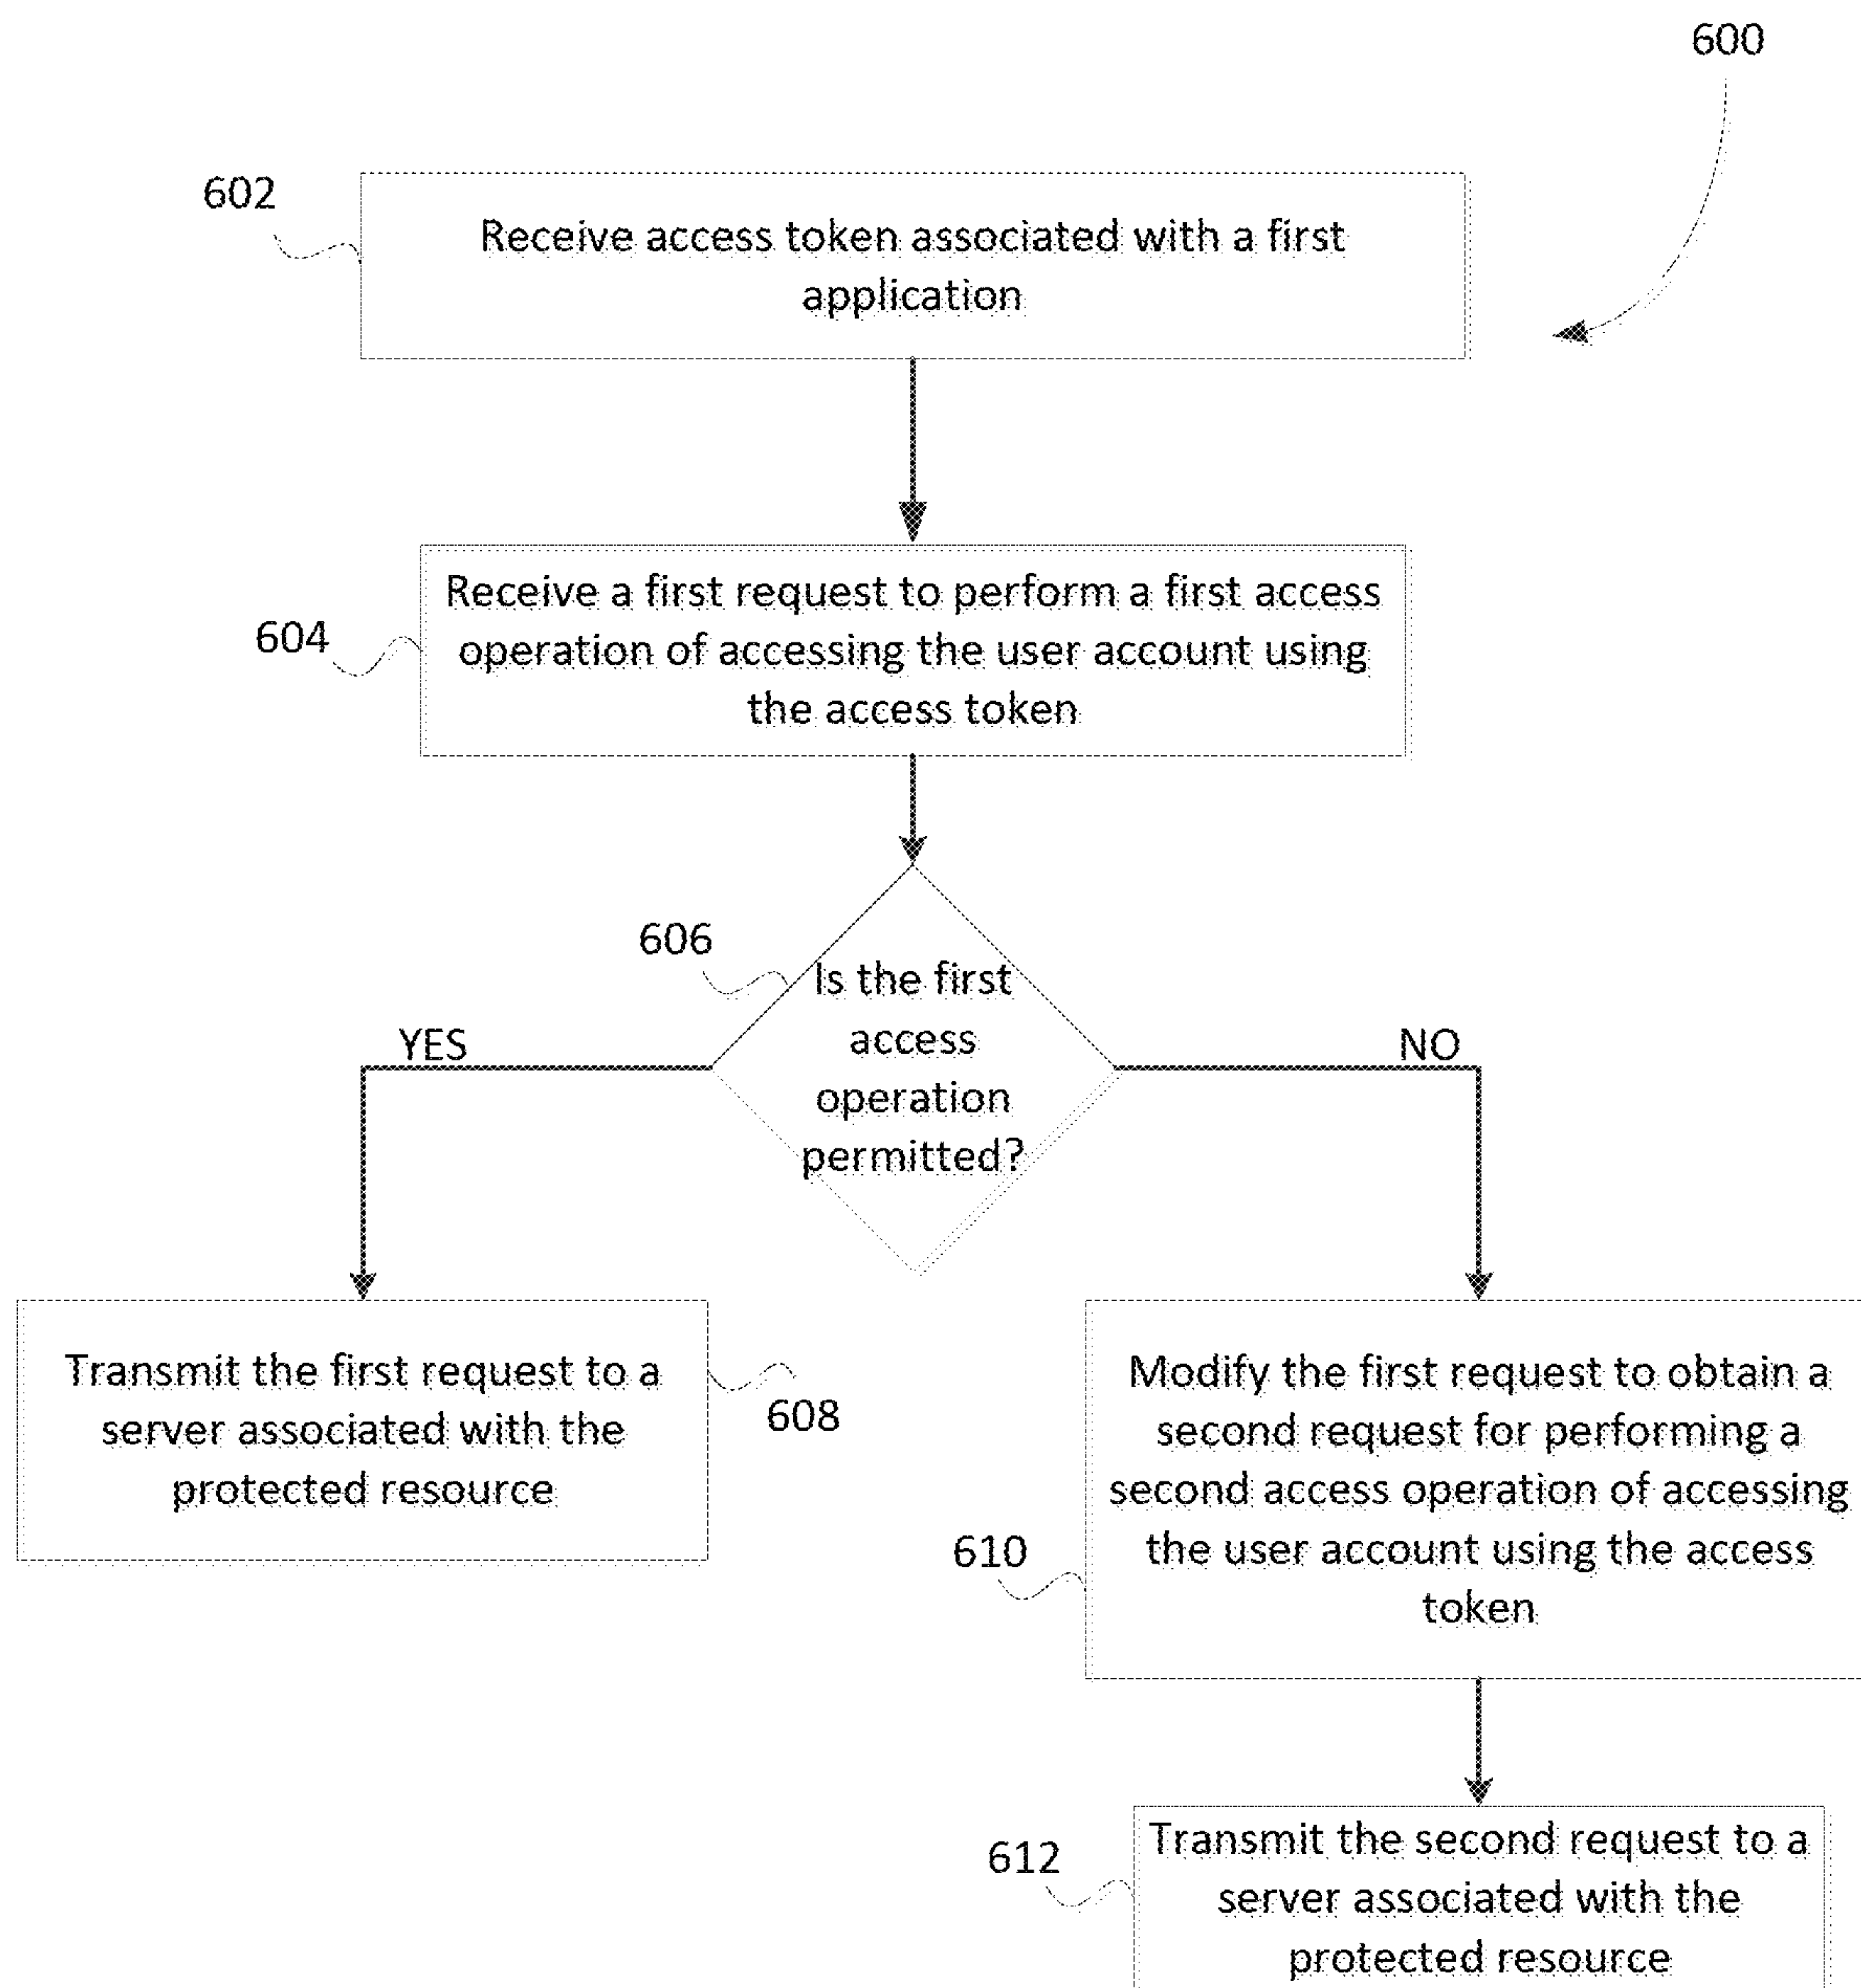 600
602
Receive access token associated with a first
application
604
Receive a first request to perform a first access
operation of accessing the user account using
the access token
606
Is the first
access
operation
permitted?
YES
NO
Transmit the first request to a
server associated with the
protected resource
608
Modify the first request to obtain a
second request for performing a
second access operation of accessing
the user account using the access
token
610
612
Transmit the second request to a
server associated with the
protected resource